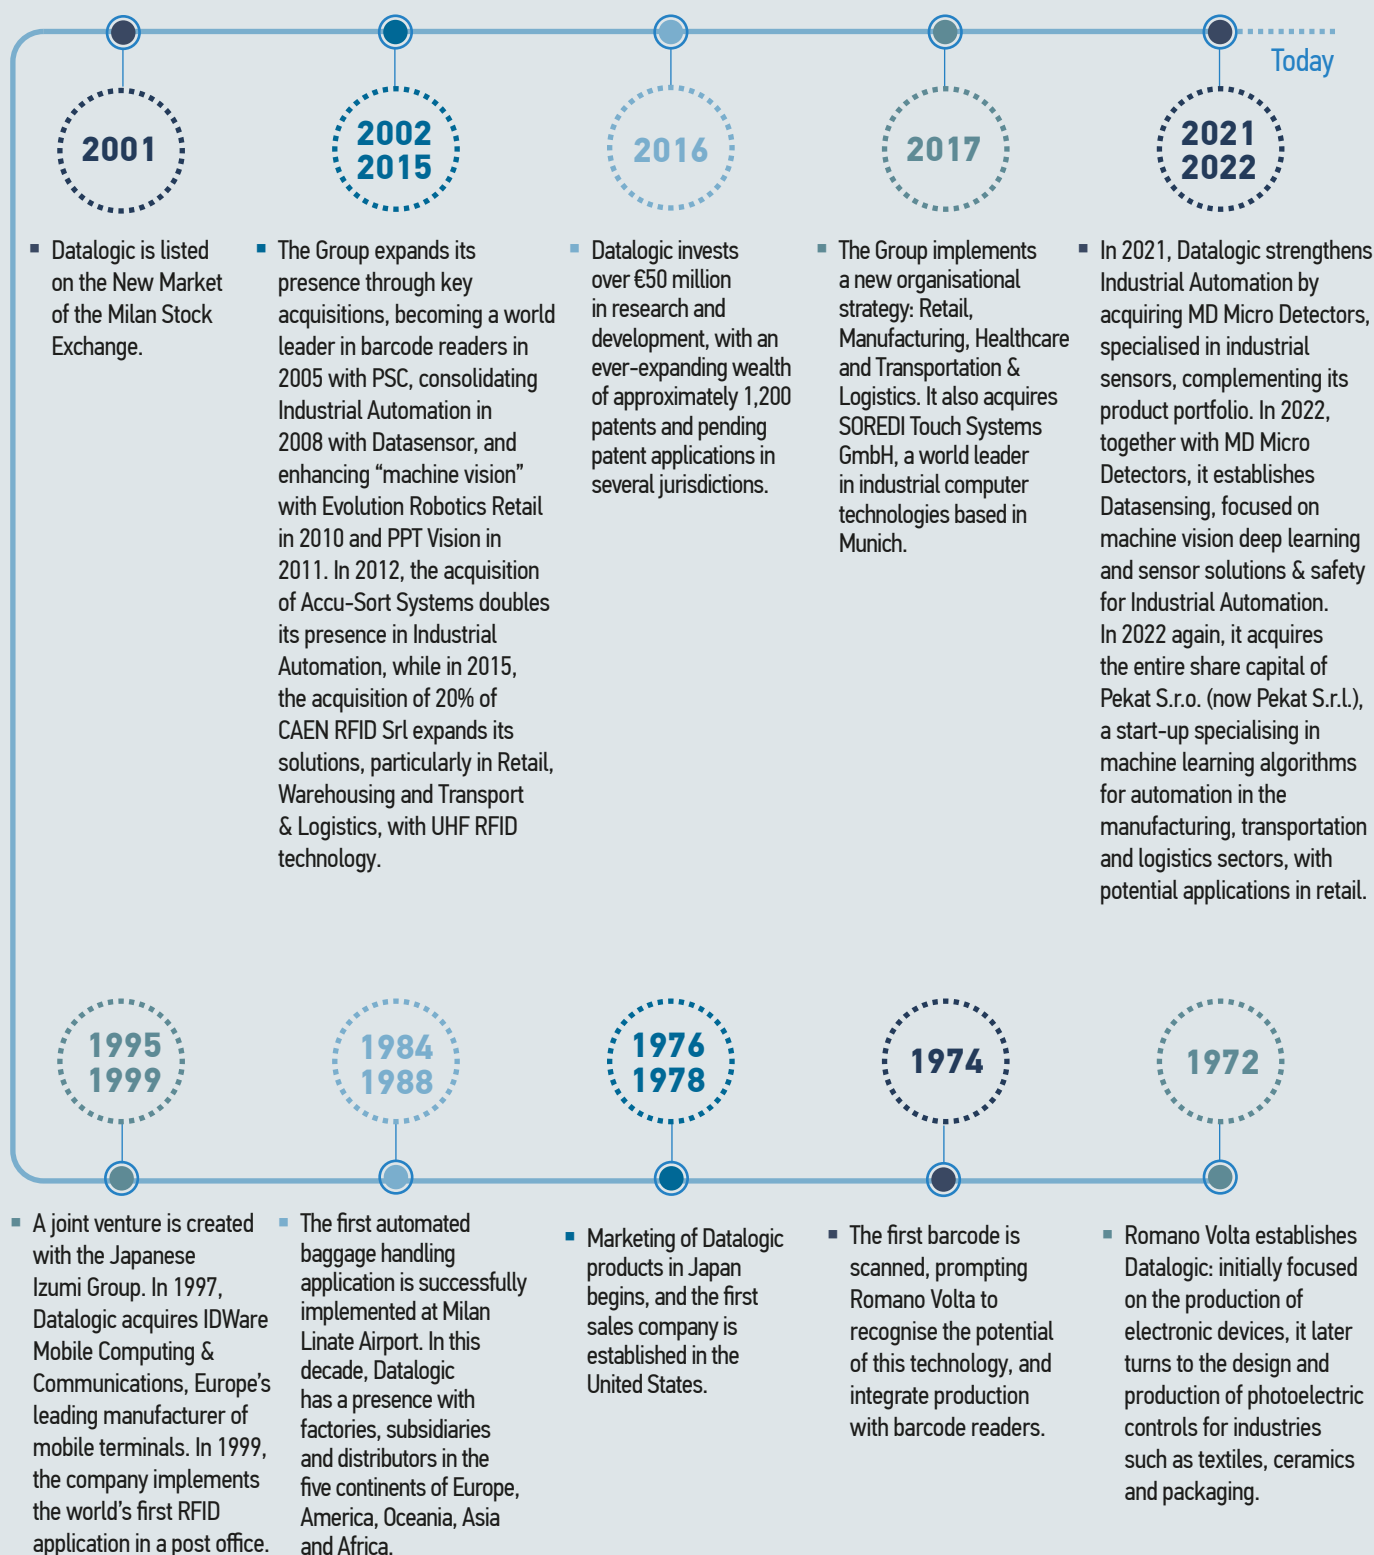 Today
2001
Datalogic is listed
on the New Market
of the Milan Stock
Exchange.
2002
2015
The Group expands its
presence through key
acquisitions, becoming a world
leader in barcode readers in
2005 with PSC, consolidating
Industrial Automation in
2008 with Datasensor, and
enhancing “machine vision”
with Evolution Robotics Retail
in 2010 and PPT Vision in
2011. In 2012, the acquisition
of Accu-Sort Systems doubles
its presence in Industrial
Automation, while in 2015,
the acquisition of 20% of
CAEN RFID Srl expands its
solutions, particularly in Retail,
Warehousing and Transport
& Logistics, with UHF RFID
technology.
2016
Datalogic invests
over €50 million
in research and
development, with an
ever-expanding wealth
of approximately 1,200
patents and pending
patent applications in
several jurisdictions.
2017
The Group implements
a new organisational
strategy: Retail,
Manufacturing, Healthcare
and Transportation &
Logistics. It also acquires
SOREDI Touch Systems
GmbH, a world leader
in industrial computer
technologies based in
Munich.
2021
2022
In 2021, Datalogic strengthens
Industrial Automation by
acquiring MD Micro Detectors,
specialised in industrial
sensors, complementing its
product portfolio. In 2022,
together with MD Micro
Detectors, it establishes
Datasensing, focused on
machine vision deep learning
and sensor solutions & safety
for Industrial Automation.
In 2022 again, it acquires
the entire share capital of
Pekat S.r.o. (now Pekat S.r.l.),
a start-up specialising in
machine learning algorithms
for automation in the
manufacturing, transportation
and logistics sectors, with
potential applications in retail.
1995
1999
A joint venture is created
with the Japanese
Izumi Group. In 1997,
Datalogic acquires IDWare
Mobile Computing &
Communications, Europe’s
leading manufacturer of
mobile terminals. In 1999,
the company implements
the world’s first RFID
application in a post office.
1984
1988
The first automated
baggage handling
application is successfully
implemented at Milan
Linate Airport. In this
decade, Datalogic
has a presence with
factories, subsidiaries
and distributors in the
five continents of Europe,
America, Oceania, Asia
and Africa.
1976
1978
Marketing of Datalogic
products in Japan
begins, and the first
sales company is
established in the
United States.
1974
The first barcode is
scanned, prompting
Romano Volta to
recognise the potential
of this technology, and
integrate production
with barcode readers.
1972
Romano Volta establishes
Datalogic: initially focused
on the production of
electronic devices, it later
turns to the design and
production of photoelectric
controls for industries
such as textiles, ceramics
and packaging.